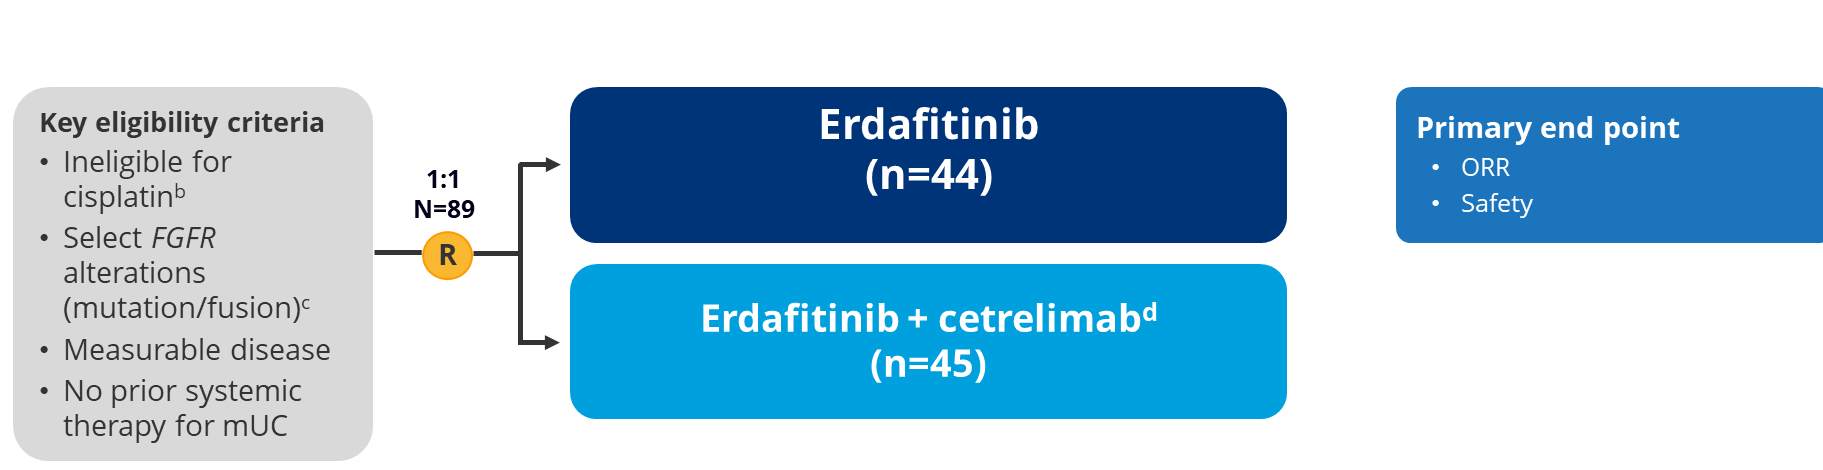 Key eligibility criteria
• Ineligible for
cisplatinᵇ
• Select FGFR
alterations
(mutation/fusion)ᶜ
• Measurable disease
• No prior systemic
therapy for mUC
1:1
N=89
R
Erdafitinib
(n=44)
Erdafitinib + cetrelimabᵈ
(n=45)
Primary end point
• ORR
• Safety